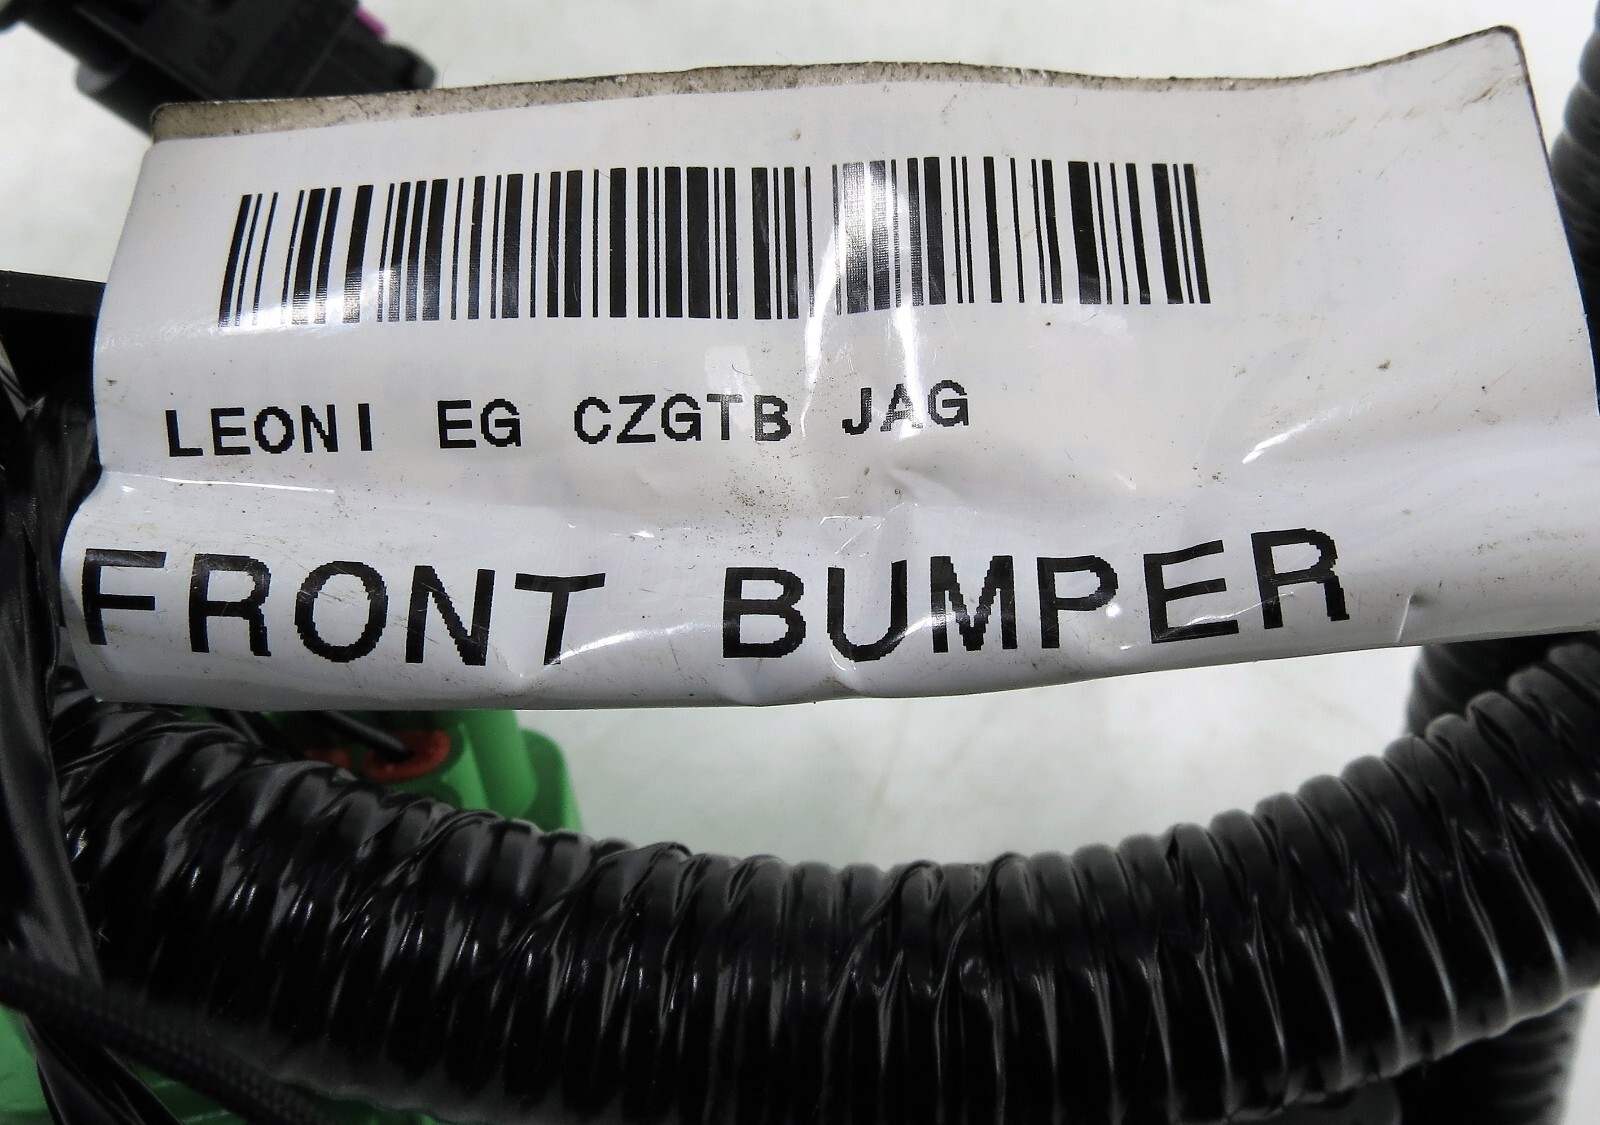 LEONI EG CZGTB JAG
FRONT BUMPER